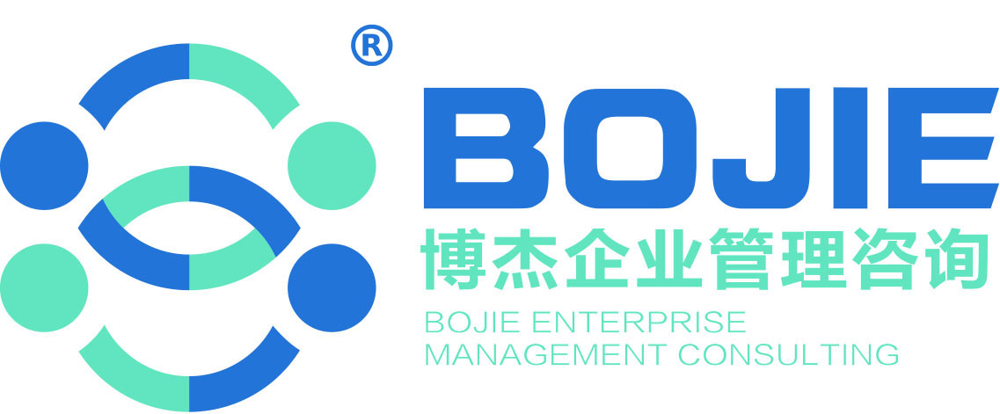 ®
BOJIE
博杰企业管理咨询
BOJIE ENTERPRISE
MANAGEMENT CONSULTING